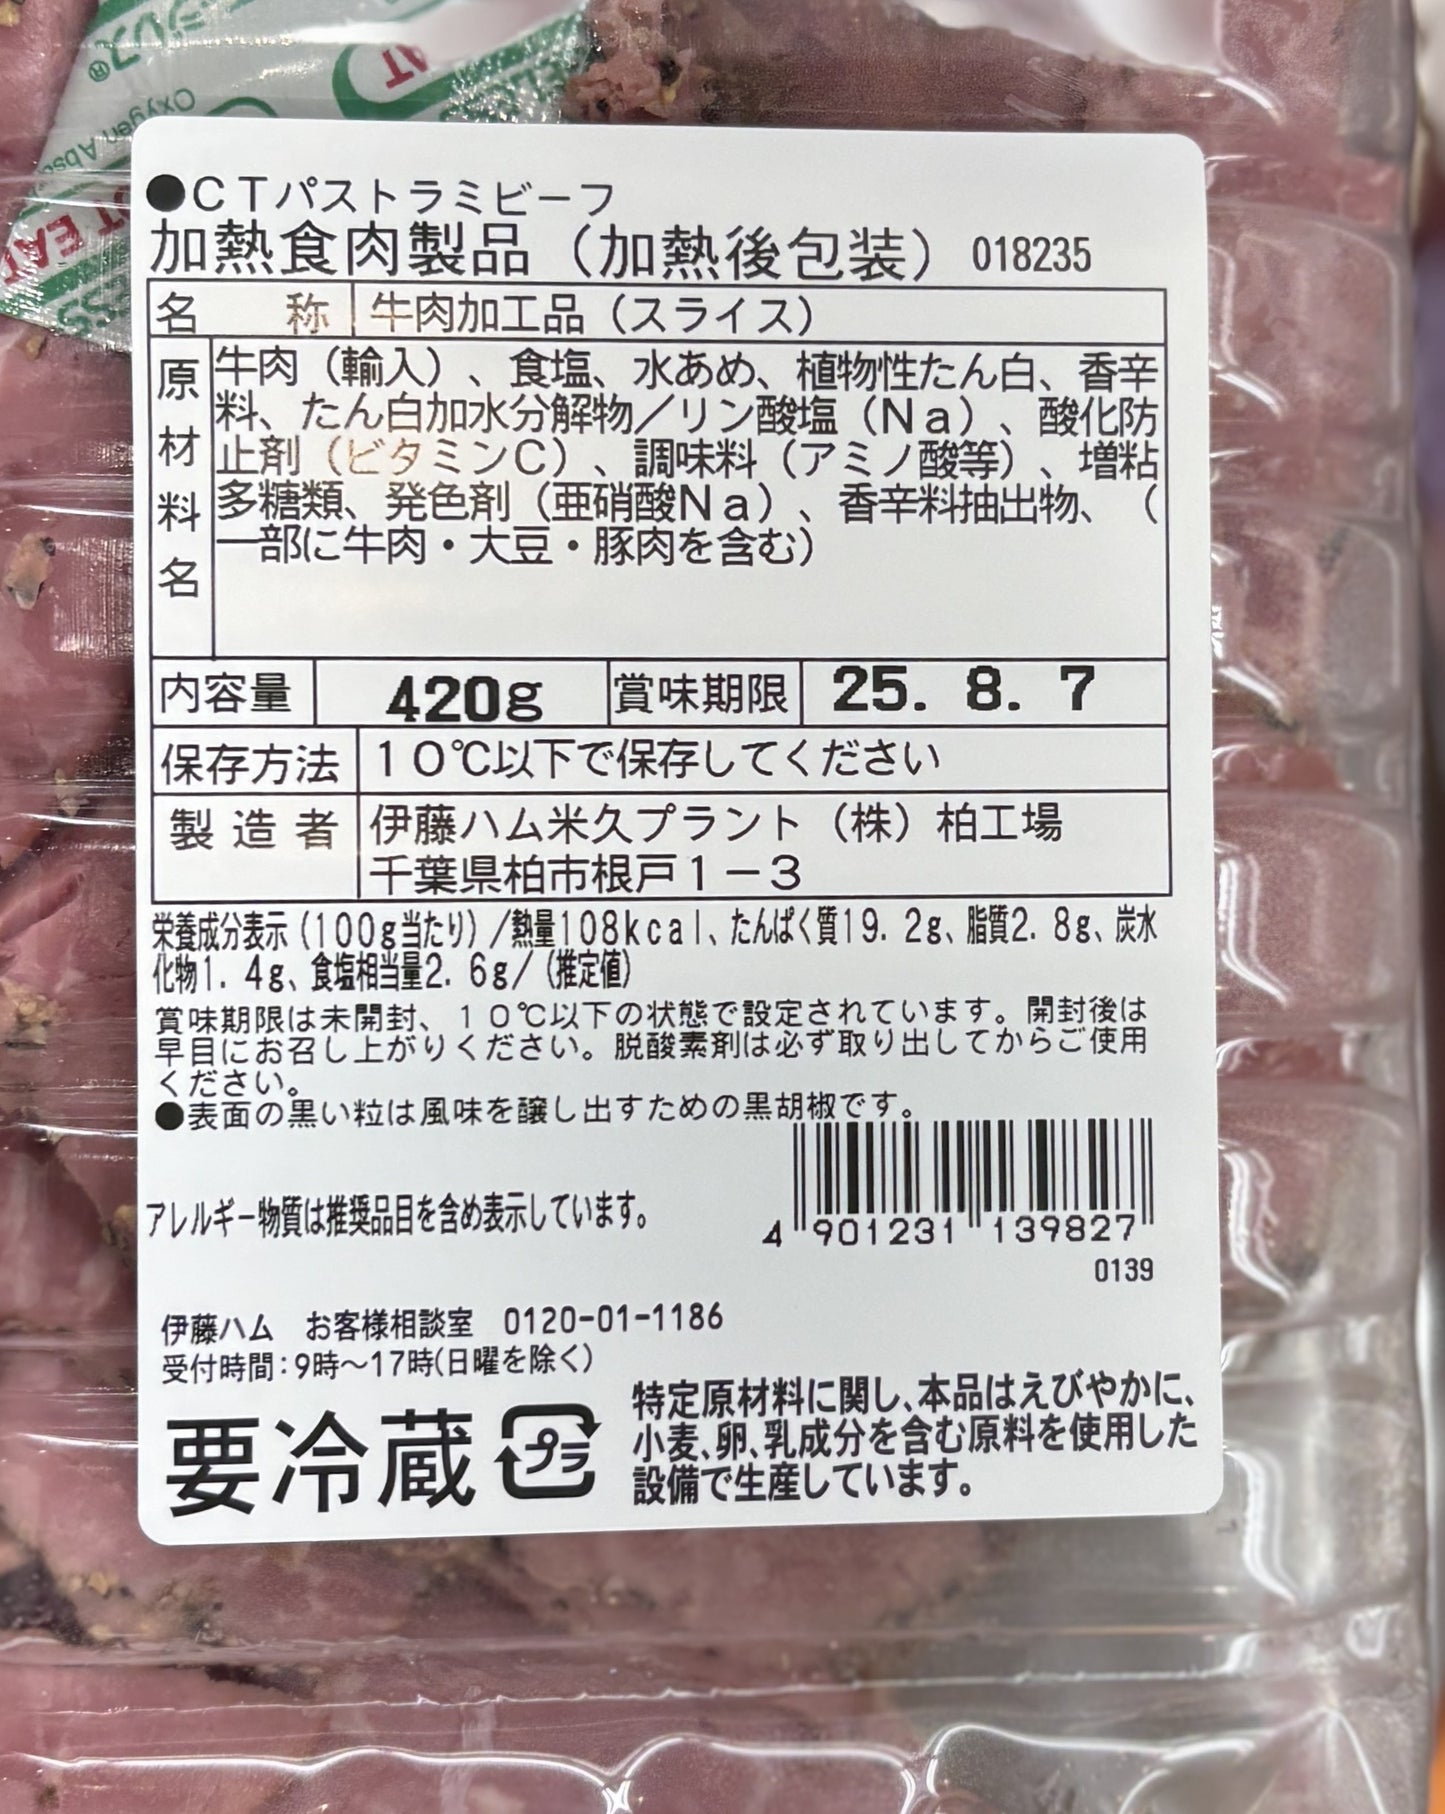 ジリフ®
Oxygen Abso
AT
●ＣＴパストラミビーフ
加熱食肉製品（加熱後包装） 018235
名　称 牛肉加工品（スライス）
原材料名 牛肉（輸入）、食塩、水あめ、植物性たん白、香辛
料、たん白加水分解物／リン酸塩（Ｎａ）、酸化防
止剤（ビタミンＣ）、調味料（アミノ酸等）、増粘
多糖類、発色剤（亜硝酸Ｎａ）、香辛料抽出物、（
一部に牛肉・大豆・豚肉を含む）
内容量 420g 賞味期限 25. 8. 7
保存方法 １０℃以下で保存してください
製造者 伊藤ハム米久プラント（株）柏工場
千葉県柏市根戸１－３
栄養成分表示(100g当たり)/熱量108kcal、たんぱく質19.2g、脂質2.8g、炭水
化物1.4g、食塩相当量2.6g/(推定値)
賞味期限は未開封、１０℃以下の状態で設定されています。開封後は
早目にお召し上がりください。脱酸素剤は必ず取り出してからご使用
ください。
●表面の黒い粒は風味を醸し出すための黒胡椒です。
アレルギー物質は推奨品目を含め表示しています。
4 901231 139827
0139
伊藤ハム　お客様相談室　0120-01-1186
受付時間:9時～17時(日曜を除く)
要冷蔵 プラ
特定原材料に関し、本品はえびやかに、
小麦、卵、乳成分を含む原料を使用した
設備で生産しています。